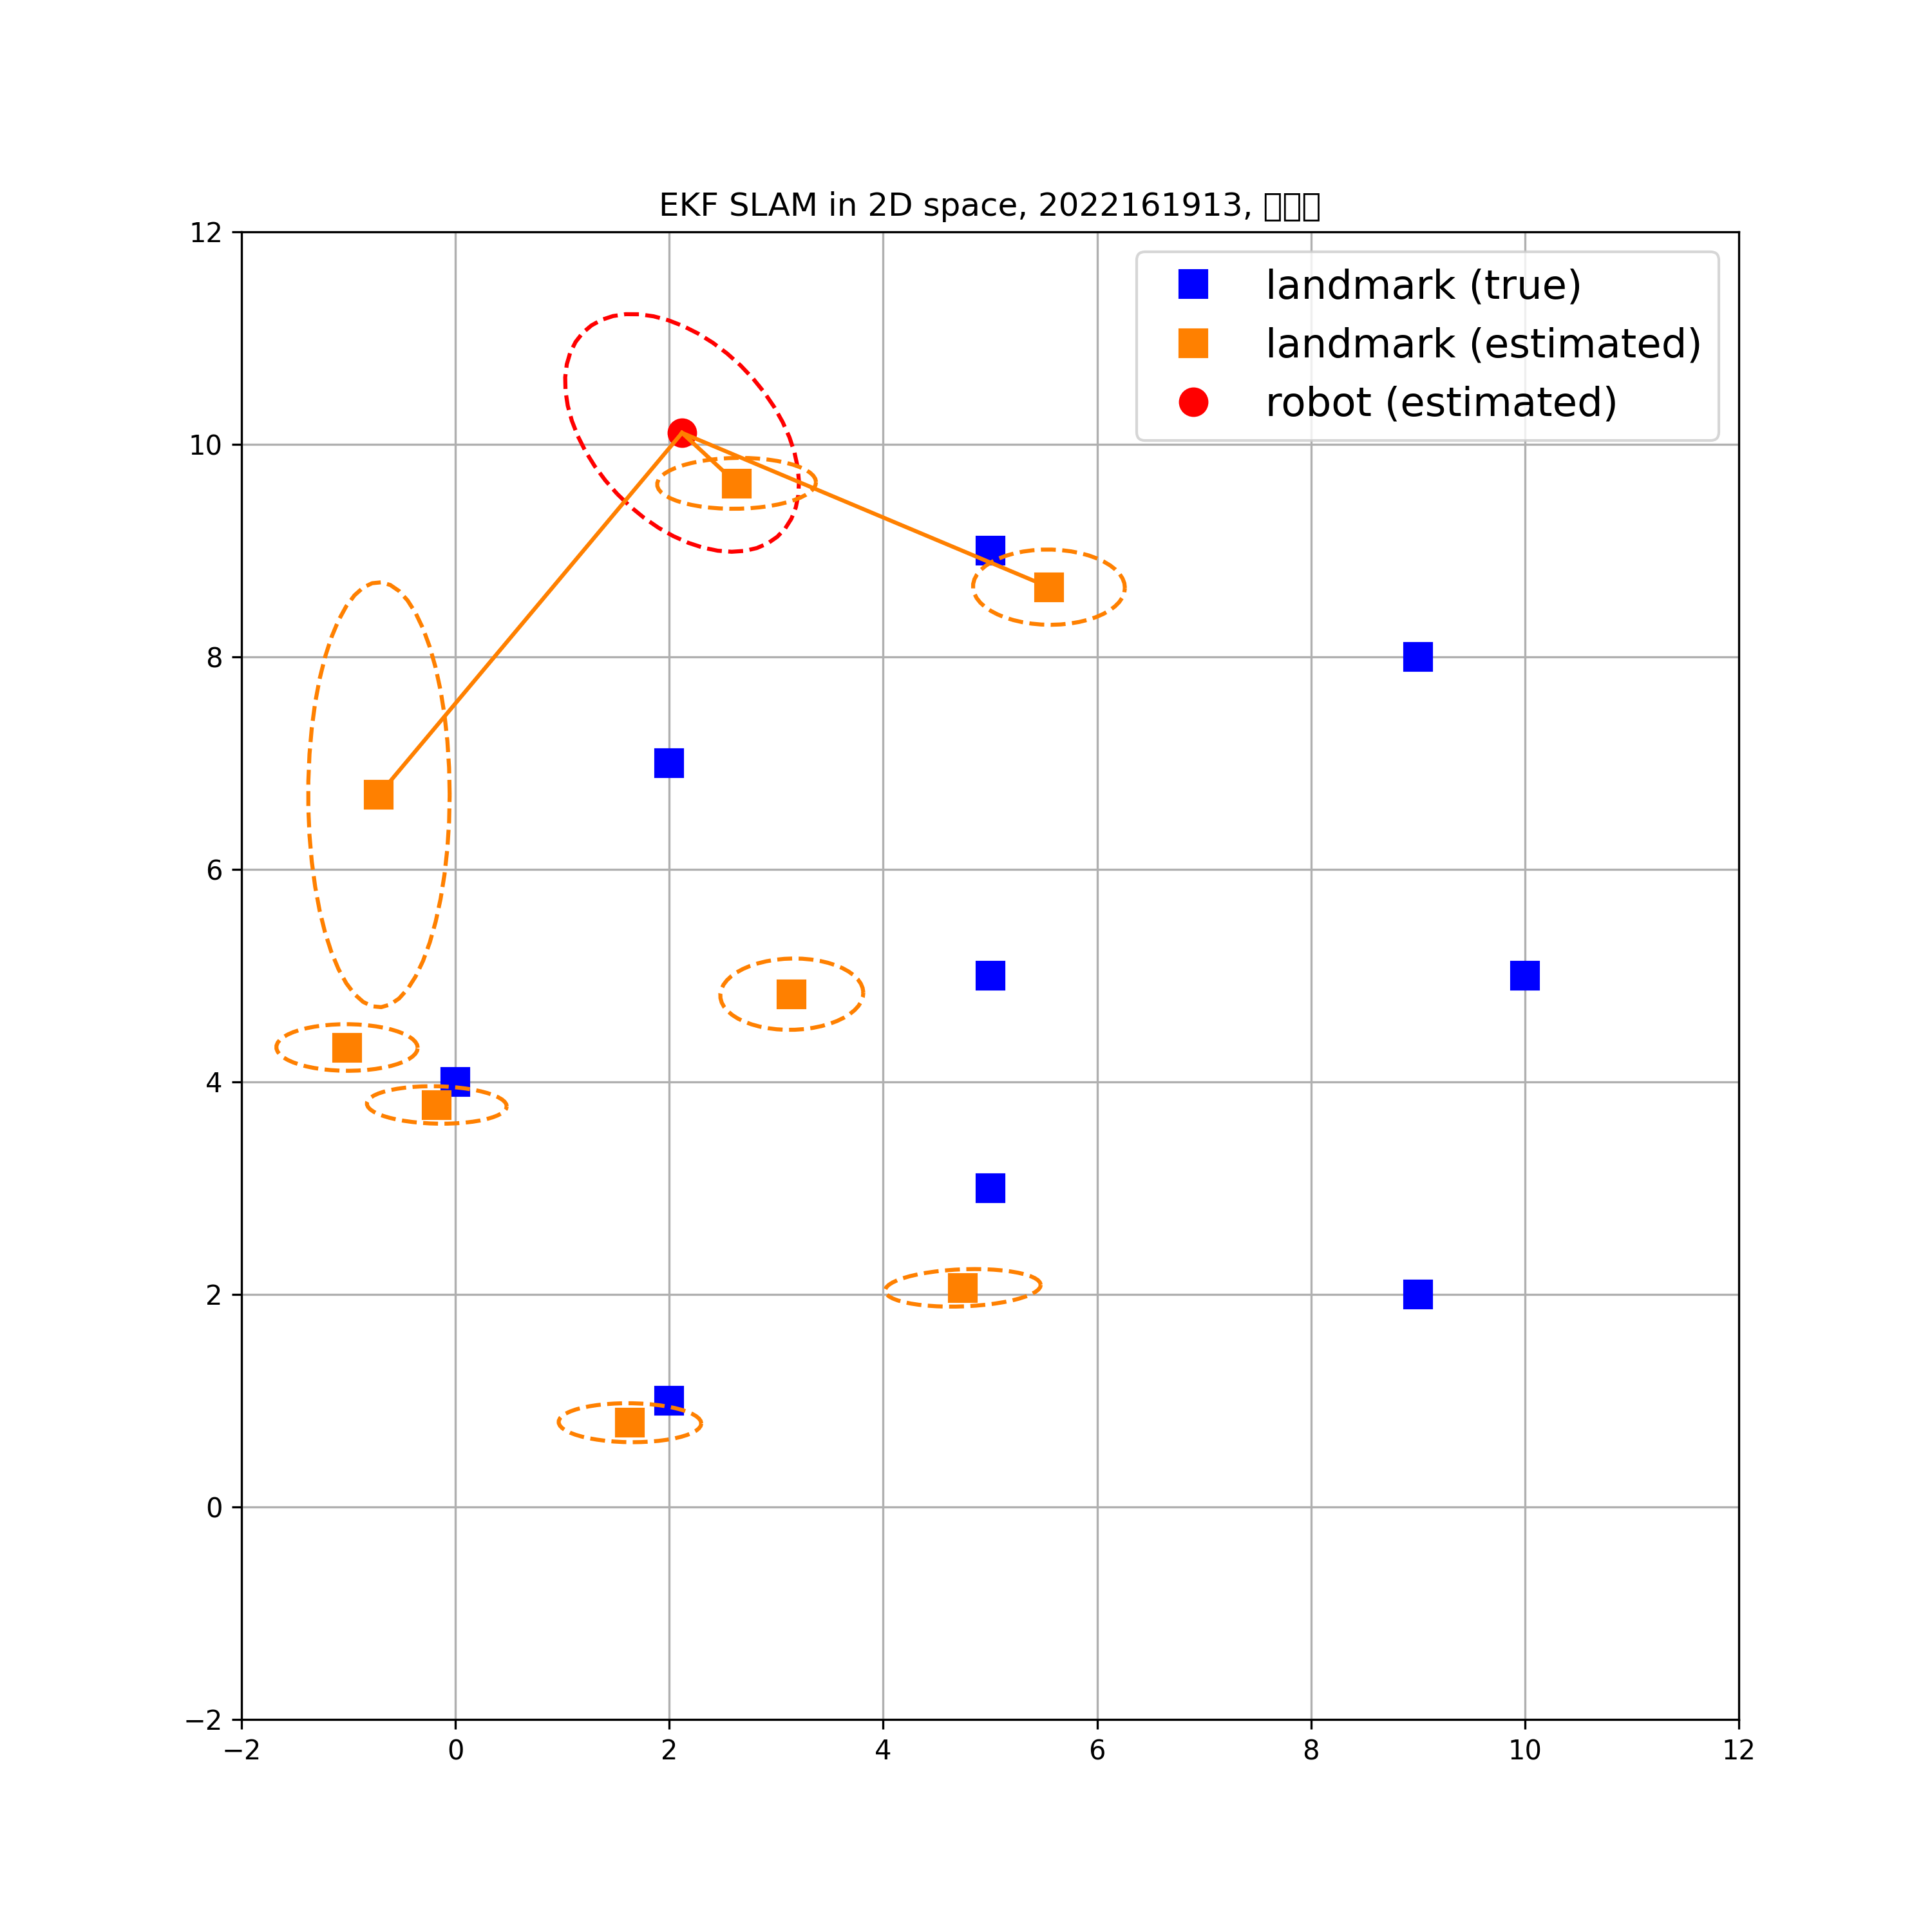 EKF SLAM in 2D space, 2022161913,
12
10
8
6
4
2
0
−2
−2 0 2 4 6 8 10 12
landmark (true)
landmark (estimated)
robot (estimated)